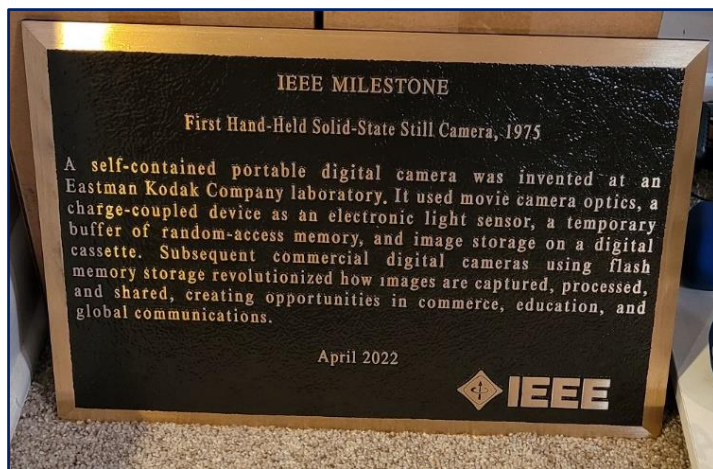 IEEE MILESTONE
First Hand-Held Solid-State Still Camera, 1975
A self-contained portable digital camera was invented at an
Eastman Kodak Company laboratory. It used movie camera optics, a
charge-coupled device as an electronic light sensor, a temporary
buffer of random-access memory, and image storage on a digital
cassette. Subsequent commercial digital cameras using flash
memory storage revolutionized how images are captured, processed,
and shared, creating opportunities in commerce, education, and
global communications.
April 2022
IEEE